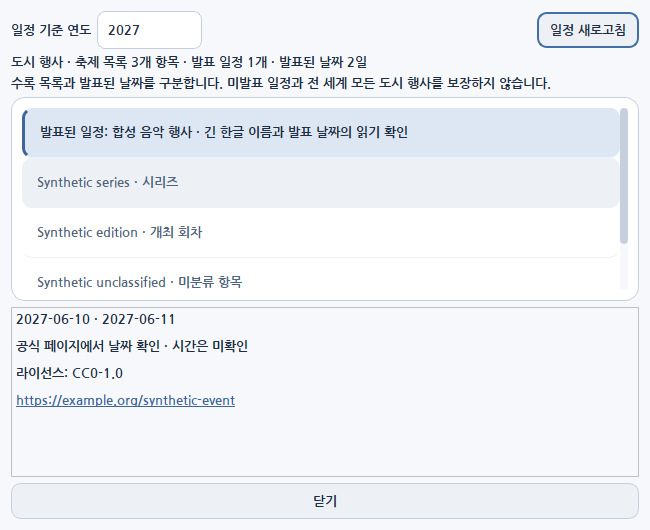 일정 기준 연도 2027 일정 새로고침
도시 행사 · 축제 목록 3개 항목 · 발표 일정 1개 · 발표된 날짜 2일
수록 목록과 발표된 날짜를 구분합니다. 미발표 일정과 전 세계 모든 도시 행사를 보장하지 않습니다.
발표된 일정: 합성 음악 행사 · 긴 한글 이름과 발표 날짜의 읽기 확인
Synthetic series · 시리즈
Synthetic edition · 개최 회차
Synthetic unclassified · 미분류 항목
2027-06-10 · 2027-06-11
공식 페이지에서 날짜 확인 · 시간은 미확인
라이선스: CC0-1.0
https://example.org/synthetic-event
닫기